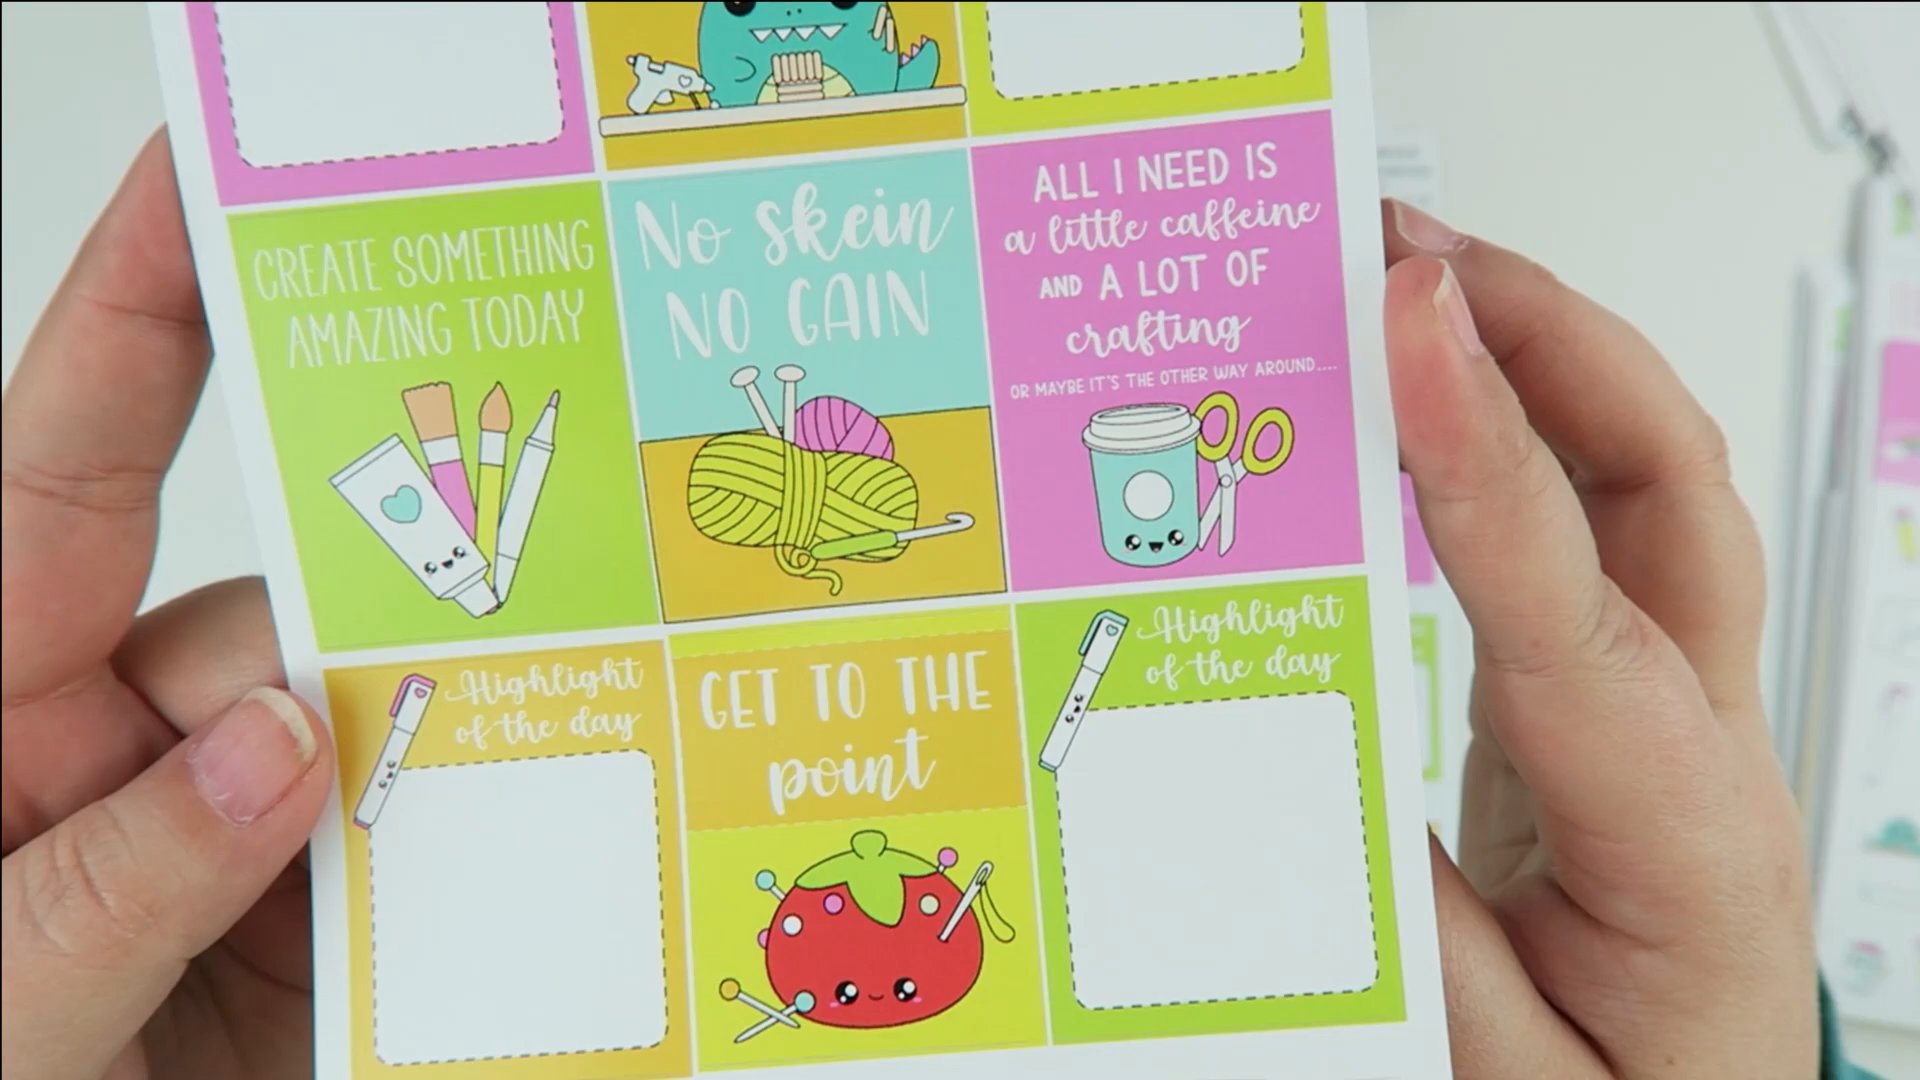 CREATE SOMETHING
AMAZING TODAY
No skein
NO GAIN
ALL I NEED IS
a little caffeine
AND A LOT OF
crafting
OR MAYBE IT'S THE OTHER WAY AROUND....
Highlight
of the day
GET TO THE
point
Highlight
of the day